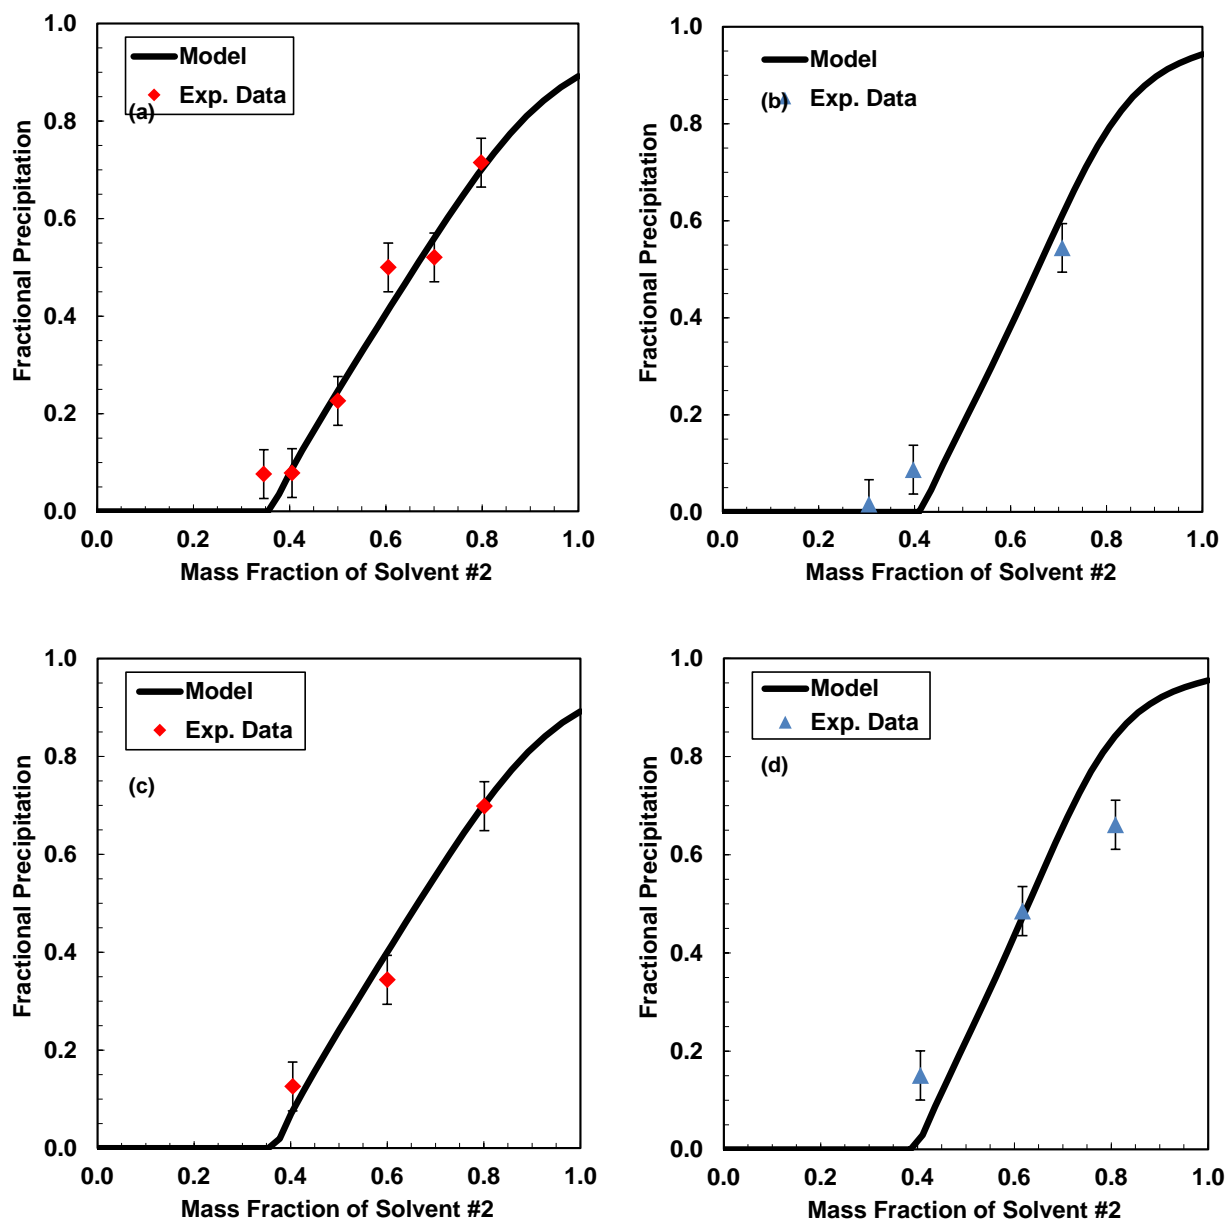 1.0
0.8
0.6
0.4
0.2
0.0
Fractional Precipitation
Model
Exp. Data
(a)
0.0 0.2 0.4 0.6 0.8 1.0
Mass Fraction of Solvent #2
1.0
0.8
0.6
0.4
0.2
0.0
Fractional Precipitation
Model
Exp. Data
(b)
0.0 0.2 0.4 0.6 0.8 1.0
Mass Fraction of Solvent #2
1.0
0.8
0.6
0.4
0.2
0.0
Fractional Precipitation
Model
Exp. Data
(c)
0.0 0.2 0.4 0.6 0.8 1.0
Mass Fraction of Solvent #2
1.0
0.8
0.6
0.4
0.2
0.0
Fractional Precipitation
Model
Exp. Data
(d)
0.0 0.2 0.4 0.6 0.8 1.0
Mass Fraction of Solvent #2